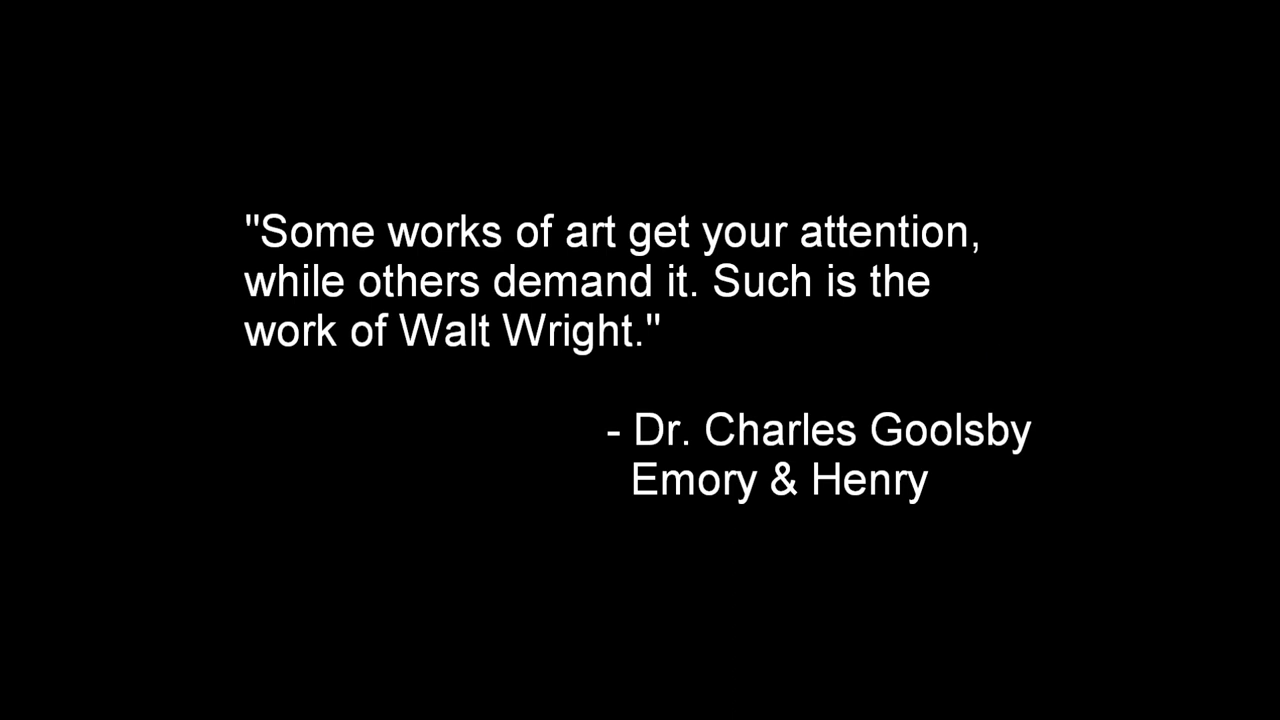 "Some works of art get your attention,
while others demand it. Such is the
work of Walt Wright."
- Dr. Charles Goolsby
Emory & Henry